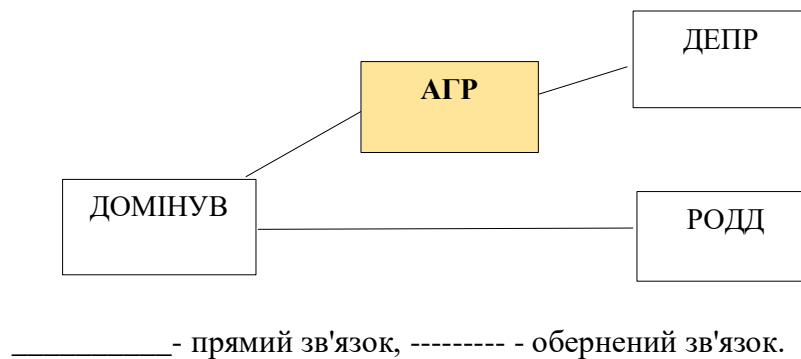 ДЕПР
АГР
ДОМІНУВ
РОДД
__________- прямий зв'язок, --------- - обернений зв'язок.